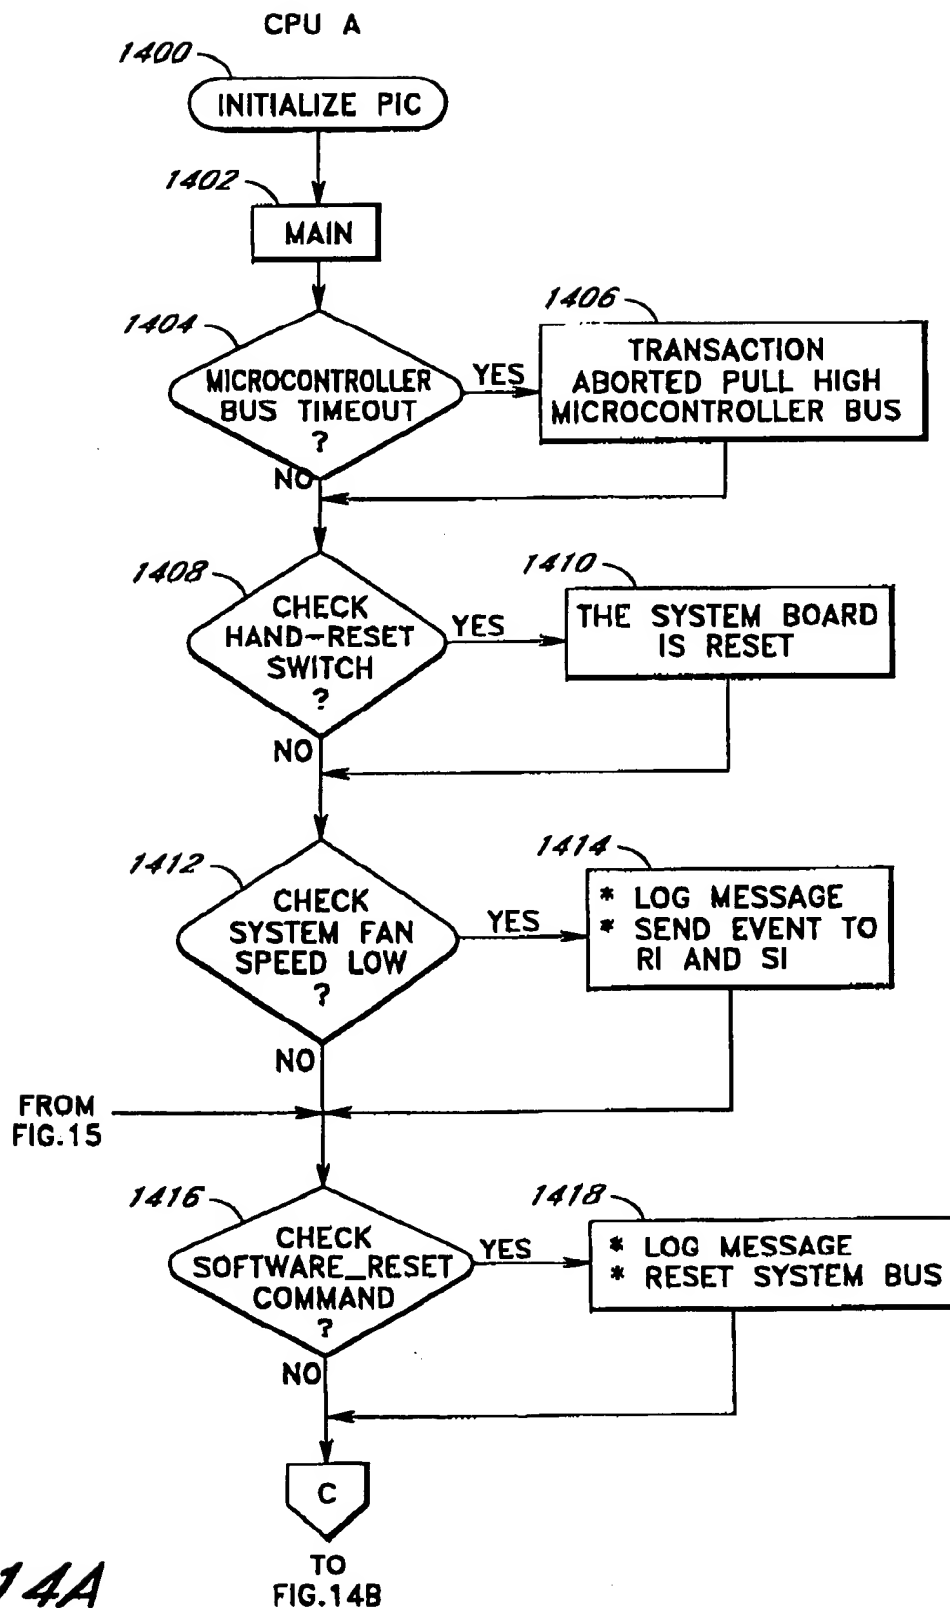 CPU A
1400
INITIALIZE PIC
1402
MAIN
1404
MICROCONTROLLER
BUS TIMEOUT
?
YES
NO
1406
TRANSACTION
ABORTED PULL HIGH
MICROCONTROLLER BUS
1408
CHECK
HAND-RESET
SWITCH
?
YES
NO
1410
THE SYSTEM BOARD
IS RESET
1412
CHECK
SYSTEM FAN
SPEED LOW
?
YES
NO
1414
* LOG MESSAGE
* SEND EVENT TO
RI AND SI
FROM
FIG.15
1416
CHECK
SOFTWARE_RESET
COMMAND
?
YES
NO
1418
* LOG MESSAGE
* RESET SYSTEM BUS
C
TO
FIG.14B
14A